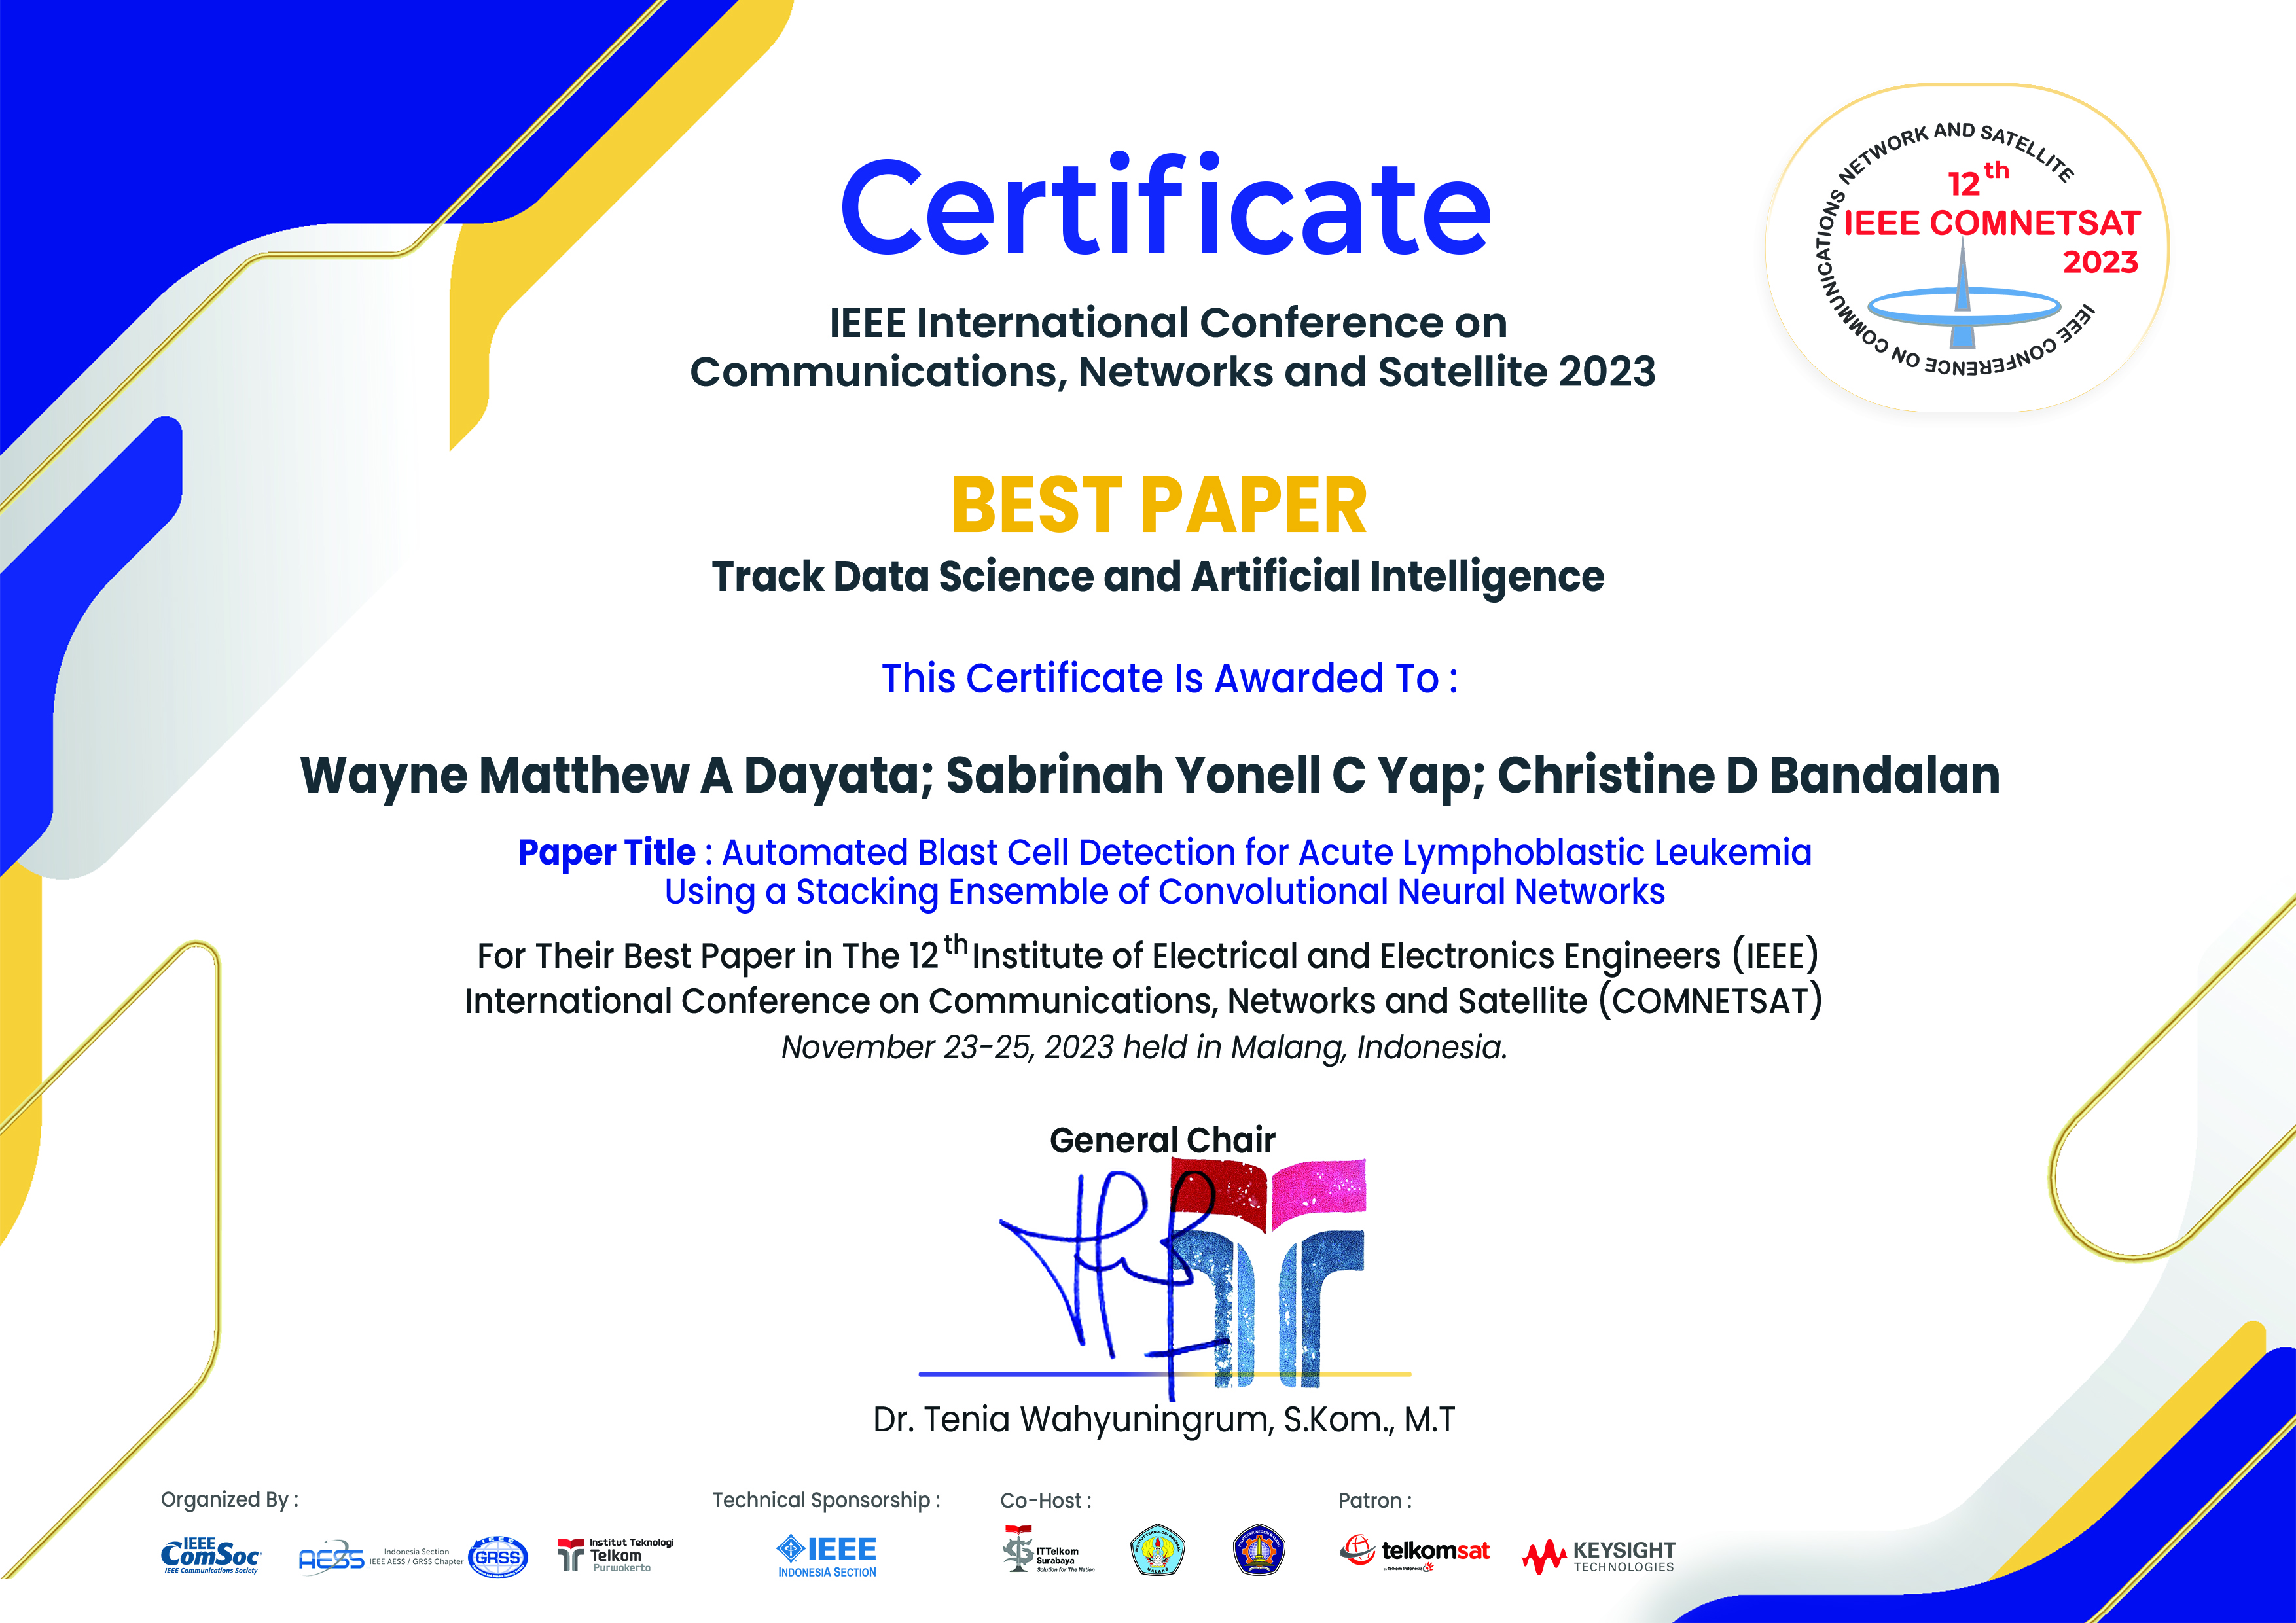 Certificate
IEEE International Conference on
Communications, Networks and Satellite 2023
IEEE CONFERENCE ON COMMUNICATIONS NETWORK AND SATELLITE
12th
IEEE COMNETSAT
2023
BEST PAPER
Track Data Science and Artificial Intelligence
This Certificate Is Awarded To :
Wayne Matthew A Dayata; Sabrinah Yonell C Yap; Christine D Bandalan
Paper Title : Automated Blast Cell Detection for Acute Lymphoblastic Leukemia
Using a Stacking Ensemble of Convolutional Neural Networks
For Their Best Paper in The 12th Institute of Electrical and Electronics Engineers (IEEE)
International Conference on Communications, Networks and Satellite (COMNETSAT)
November 23-25, 2023 held in Malang, Indonesia.
General Chair
Dr. Tenia Wahyuningrum, S.Kom., M.T
Organized By :
IEEE
ComSoc
IEEE Communications Society
AESS
Indonesia Section
IEEE AESS / GRSS Chapter
GRSS
Institut Teknologi
Telkom
Purwokerto
Technical Sponsorship :
IEEE
INDONESIA SECTION
Co-Host :
ITTelkom
Surabaya
Solution for The Nation
MALANG
Patron :
telkomsat
by Telkom Indonesia
KEYSIGHT
TECHNOLOGIES